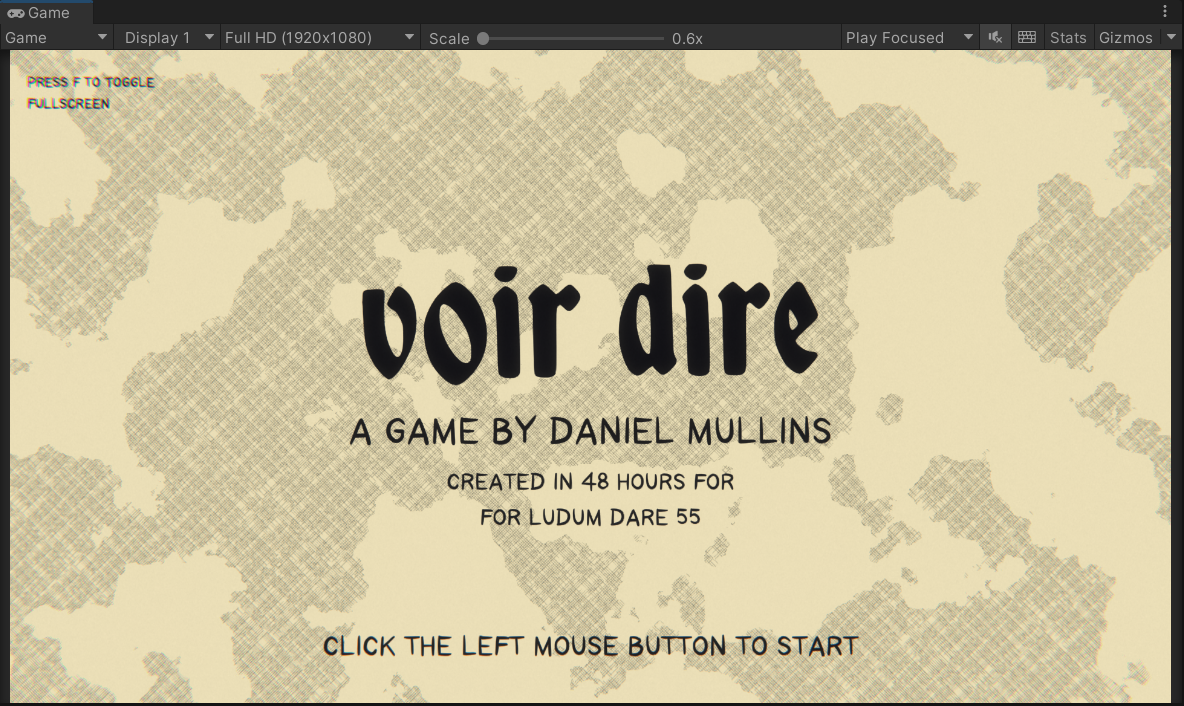 Game
Game Display 1 Full HD (1920x1080) Scale 0.6x Play Focused Stats Gizmos
PRESS F TO TOGGLE
FULLSCREEN
voir dire
A GAME BY DANIEL MULLINS
CREATED IN 48 HOURS FOR
FOR LUDUM DARE 55
CLICK THE LEFT MOUSE BUTTON TO START